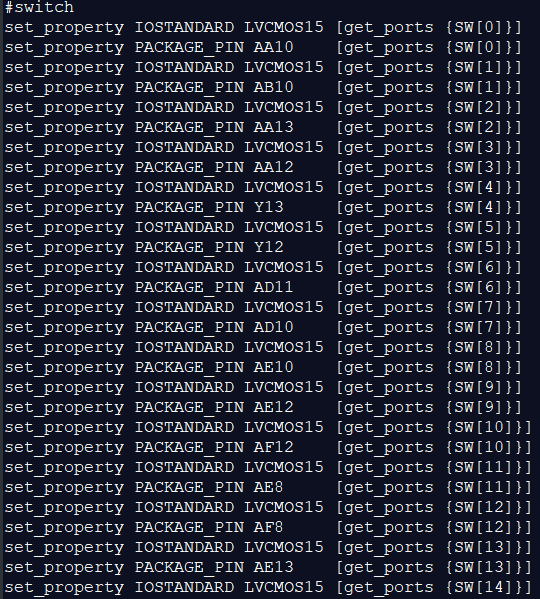 #switch
set_property IOSTANDARD LVCMOS15 [get_ports {SW[0]}]
set_property PACKAGE_PIN AA10 [get_ports {SW[0]}]
set_property IOSTANDARD LVCMOS15 [get_ports {SW[1]}]
set_property PACKAGE_PIN AB10 [get_ports {SW[1]}]
set_property IOSTANDARD LVCMOS15 [get_ports {SW[2]}]
set_property PACKAGE_PIN AA13 [get_ports {SW[2]}]
set_property IOSTANDARD LVCMOS15 [get_ports {SW[3]}]
set_property PACKAGE_PIN AA12 [get_ports {SW[3]}]
set_property IOSTANDARD LVCMOS15 [get_ports {SW[4]}]
set_property PACKAGE_PIN Y13 [get_ports {SW[4]}]
set_property IOSTANDARD LVCMOS15 [get_ports {SW[5]}]
set_property PACKAGE_PIN Y12 [get_ports {SW[5]}]
set_property IOSTANDARD LVCMOS15 [get_ports {SW[6]}]
set_property PACKAGE_PIN AD11 [get_ports {SW[6]}]
set_property IOSTANDARD LVCMOS15 [get_ports {SW[7]}]
set_property PACKAGE_PIN AD10 [get_ports {SW[7]}]
set_property IOSTANDARD LVCMOS15 [get_ports {SW[8]}]
set_property PACKAGE_PIN AE10 [get_ports {SW[8]}]
set_property IOSTANDARD LVCMOS15 [get_ports {SW[9]}]
set_property PACKAGE_PIN AE12 [get_ports {SW[9]}]
set_property IOSTANDARD LVCMOS15 [get_ports {SW[10]}]
set_property PACKAGE_PIN AF12 [get_ports {SW[10]}]
set_property IOSTANDARD LVCMOS15 [get_ports {SW[11]}]
set_property PACKAGE_PIN AE8 [get_ports {SW[11]}]
set_property IOSTANDARD LVCMOS15 [get_ports {SW[12]}]
set_property PACKAGE_PIN AF8 [get_ports {SW[12]}]
set_property IOSTANDARD LVCMOS15 [get_ports {SW[13]}]
set_property PACKAGE_PIN AE13 [get_ports {SW[13]}]
set_property IOSTANDARD LVCMOS15 [get_ports {SW[14]}]